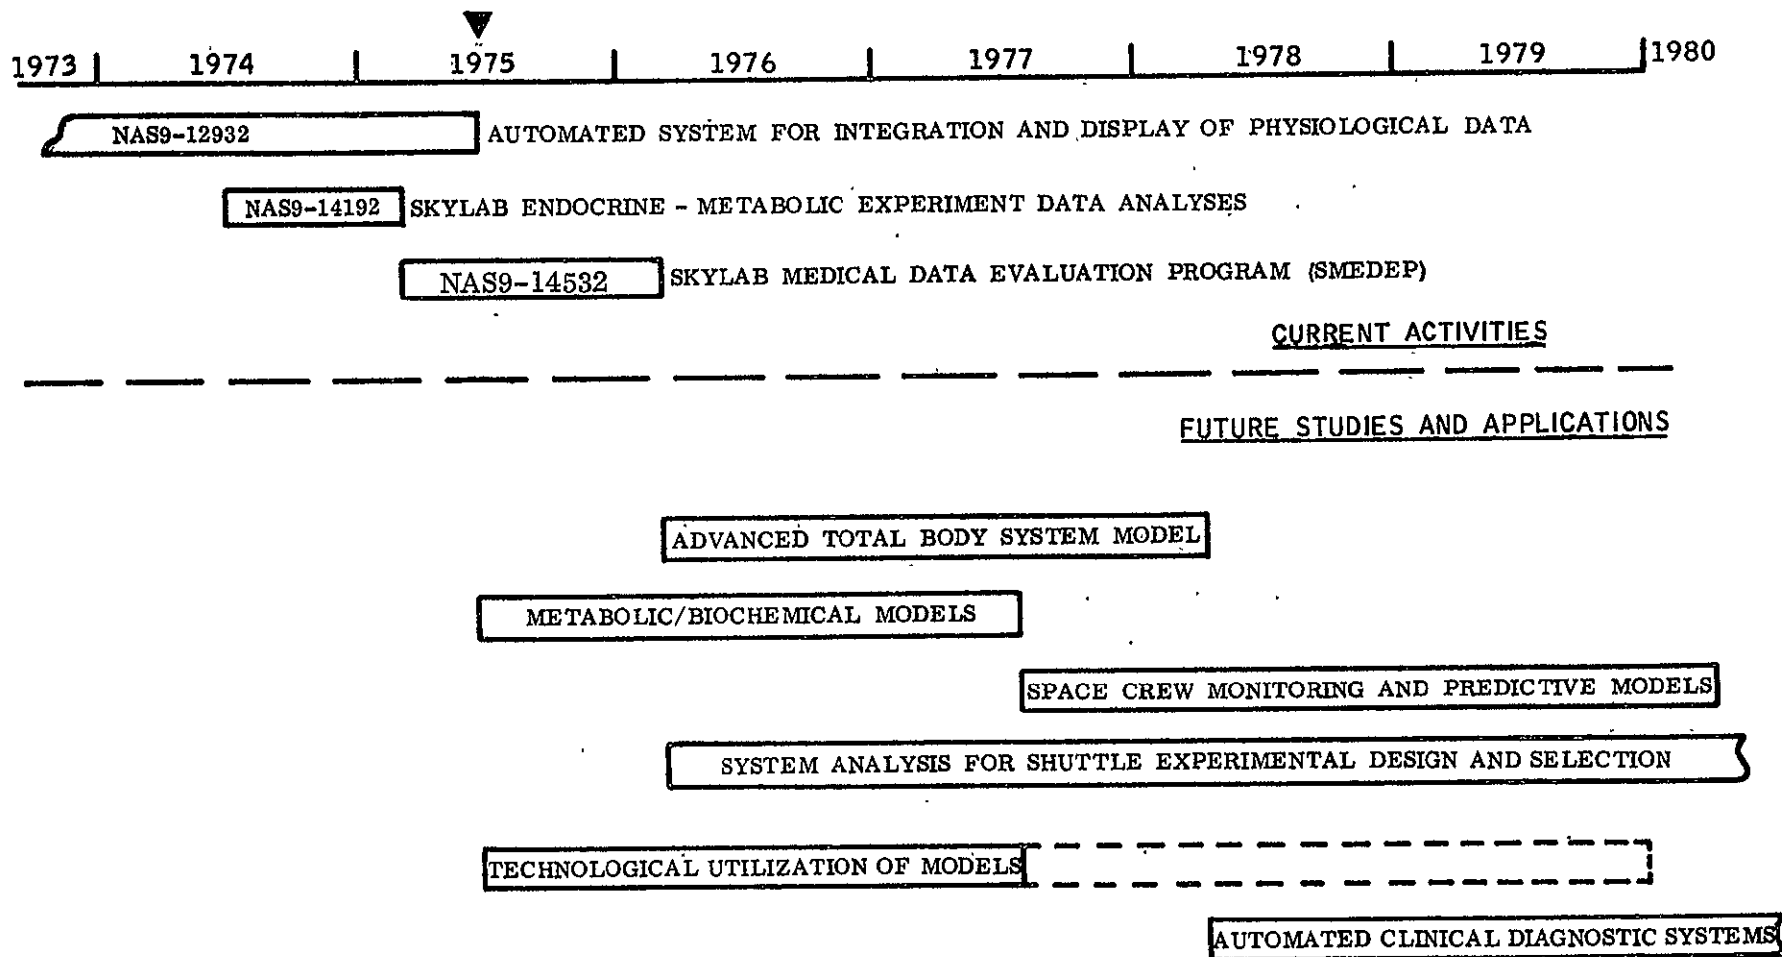 1973 1974 1975 1976 1977 1978 1979 1980
NAS9-12932 AUTOMATED SYSTEM FOR INTEGRATION AND DISPLAY OF PHYSIOLOGICAL DATA
NAS9-14192 SKYLAB ENDOCRINE - METABOLIC EXPERIMENT DATA ANALYSES
NAS9-14532 SKYLAB MEDICAL DATA EVALUATION PROGRAM (SMEDEP)
CURRENT ACTIVITIES
FUTURE STUDIES AND APPLICATIONS
ADVANCED TOTAL BODY SYSTEM MODEL
METABOLIC/BIOCHEMICAL MODELS
SPACE CREW MONITORING AND PREDICTIVE MODELS
SYSTEM ANALYSIS FOR SHUTTLE EXPERIMENTAL DESIGN AND SELECTION
TECHNOLOGICAL UTILIZATION OF MODELS
AUTOMATED CLINICAL DIAGNOSTIC SYSTEMS